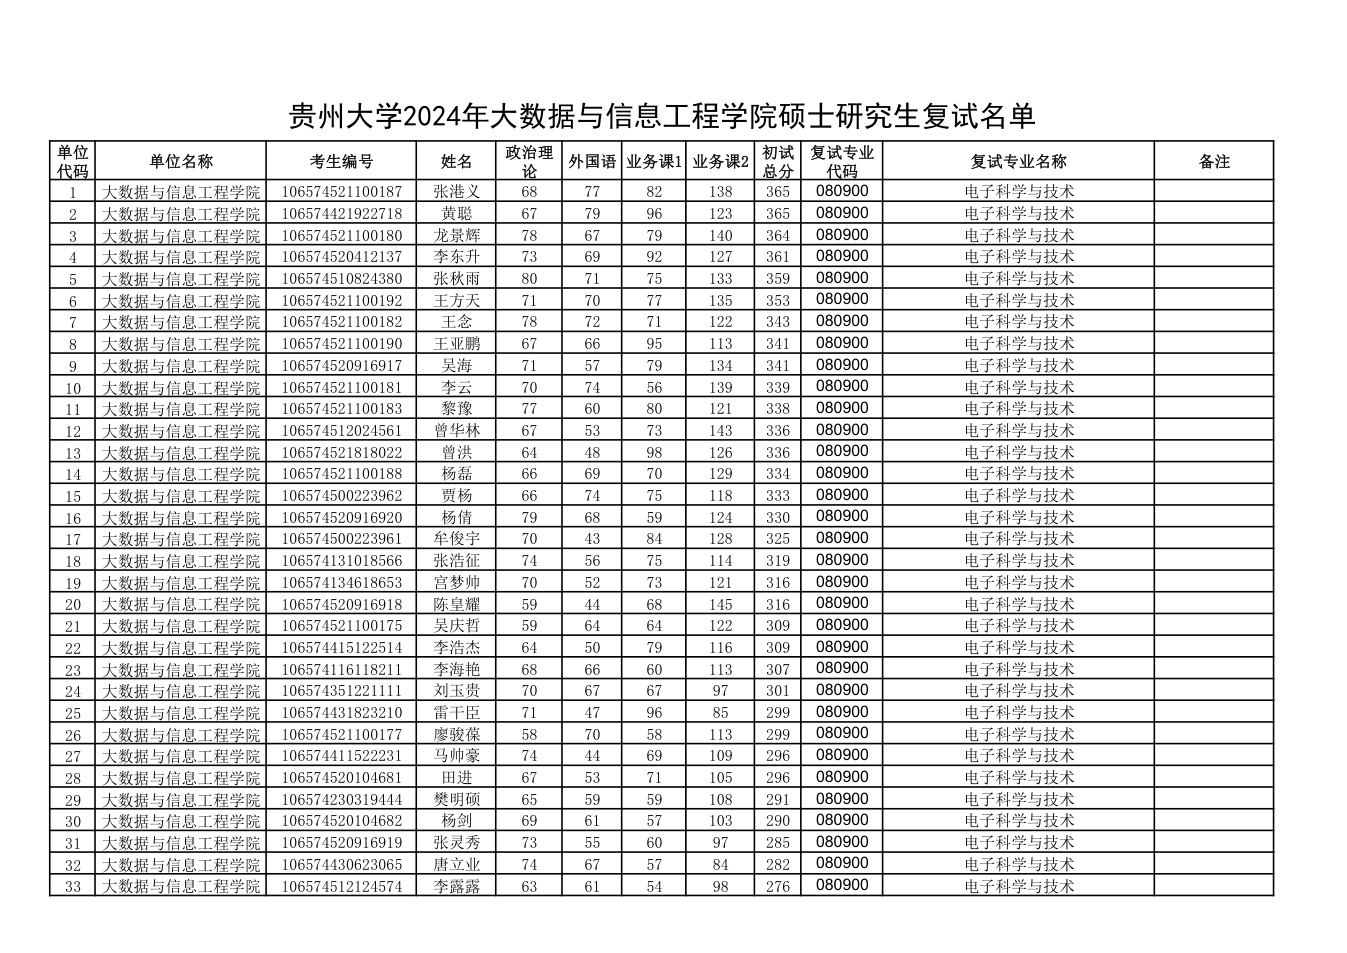 贵州大学2024年大数据与信息工程学院硕士研究生复试名单
单位代码 单位名称 考生编号 姓名 政治理论 外国语 业务课1 业务课2 初试总分 复试专业代码 复试专业名称 备注
1 大数据与信息工程学院 106574521100187 张港义 68 77 82 138 365 080900 电子科学与技术
2 大数据与信息工程学院 106574421922718 黄聪 67 79 96 123 365 080900 电子科学与技术
3 大数据与信息工程学院 106574521100180 龙景辉 78 67 79 140 364 080900 电子科学与技术
4 大数据与信息工程学院 106574520412137 李东升 73 69 92 127 361 080900 电子科学与技术
5 大数据与信息工程学院 106574510824380 张秋雨 80 71 75 133 359 080900 电子科学与技术
6 大数据与信息工程学院 106574521100192 王方天 71 70 77 135 353 080900 电子科学与技术
7 大数据与信息工程学院 106574521100182 王念 78 72 71 122 343 080900 电子科学与技术
8 大数据与信息工程学院 106574521100190 王亚鹏 67 66 95 113 341 080900 电子科学与技术
9 大数据与信息工程学院 106574520916917 吴海 71 57 79 134 341 080900 电子科学与技术
10 大数据与信息工程学院 106574521100181 李云 70 74 56 139 339 080900 电子科学与技术
11 大数据与信息工程学院 106574521100183 黎豫 77 60 80 121 338 080900 电子科学与技术
12 大数据与信息工程学院 106574512024561 曾华林 67 53 73 143 336 080900 电子科学与技术
13 大数据与信息工程学院 106574521818022 曾洪 64 48 98 126 336 080900 电子科学与技术
14 大数据与信息工程学院 106574521100188 杨磊 66 69 70 129 334 080900 电子科学与技术
15 大数据与信息工程学院 106574500223962 贾杨 66 74 75 118 333 080900 电子科学与技术
16 大数据与信息工程学院 106574520916920 杨倩 79 68 59 124 330 080900 电子科学与技术
17 大数据与信息工程学院 106574500223961 牟俊宇 70 43 84 128 325 080900 电子科学与技术
18 大数据与信息工程学院 106574131018566 张浩征 74 56 75 114 319 080900 电子科学与技术
19 大数据与信息工程学院 106574134618653 宫梦帅 70 52 73 121 316 080900 电子科学与技术
20 大数据与信息工程学院 106574520916918 陈皇耀 59 44 68 145 316 080900 电子科学与技术
21 大数据与信息工程学院 106574521100175 吴庆哲 59 64 64 122 309 080900 电子科学与技术
22 大数据与信息工程学院 106574415122514 李浩杰 64 50 79 116 309 080900 电子科学与技术
23 大数据与信息工程学院 106574116118211 李海艳 68 66 60 113 307 080900 电子科学与技术
24 大数据与信息工程学院 106574351221111 刘玉贵 70 67 67 97 301 080900 电子科学与技术
25 大数据与信息工程学院 106574431823210 雷干臣 71 47 96 85 299 080900 电子科学与技术
26 大数据与信息工程学院 106574521100177 廖骏葆 58 70 58 113 299 080900 电子科学与技术
27 大数据与信息工程学院 106574411522231 马帅豪 74 44 69 109 296 080900 电子科学与技术
28 大数据与信息工程学院 106574520104681 田进 67 53 71 105 296 080900 电子科学与技术
29 大数据与信息工程学院 106574230319444 樊明硕 65 59 59 108 291 080900 电子科学与技术
30 大数据与信息工程学院 106574520104682 杨剑 69 61 57 103 290 080900 电子科学与技术
31 大数据与信息工程学院 106574520916919 张灵秀 73 55 60 97 285 080900 电子科学与技术
32 大数据与信息工程学院 106574430623065 唐立业 74 67 57 84 282 080900 电子科学与技术
33 大数据与信息工程学院 106574512124574 李露露 63 61 54 98 276 080900 电子科学与技术